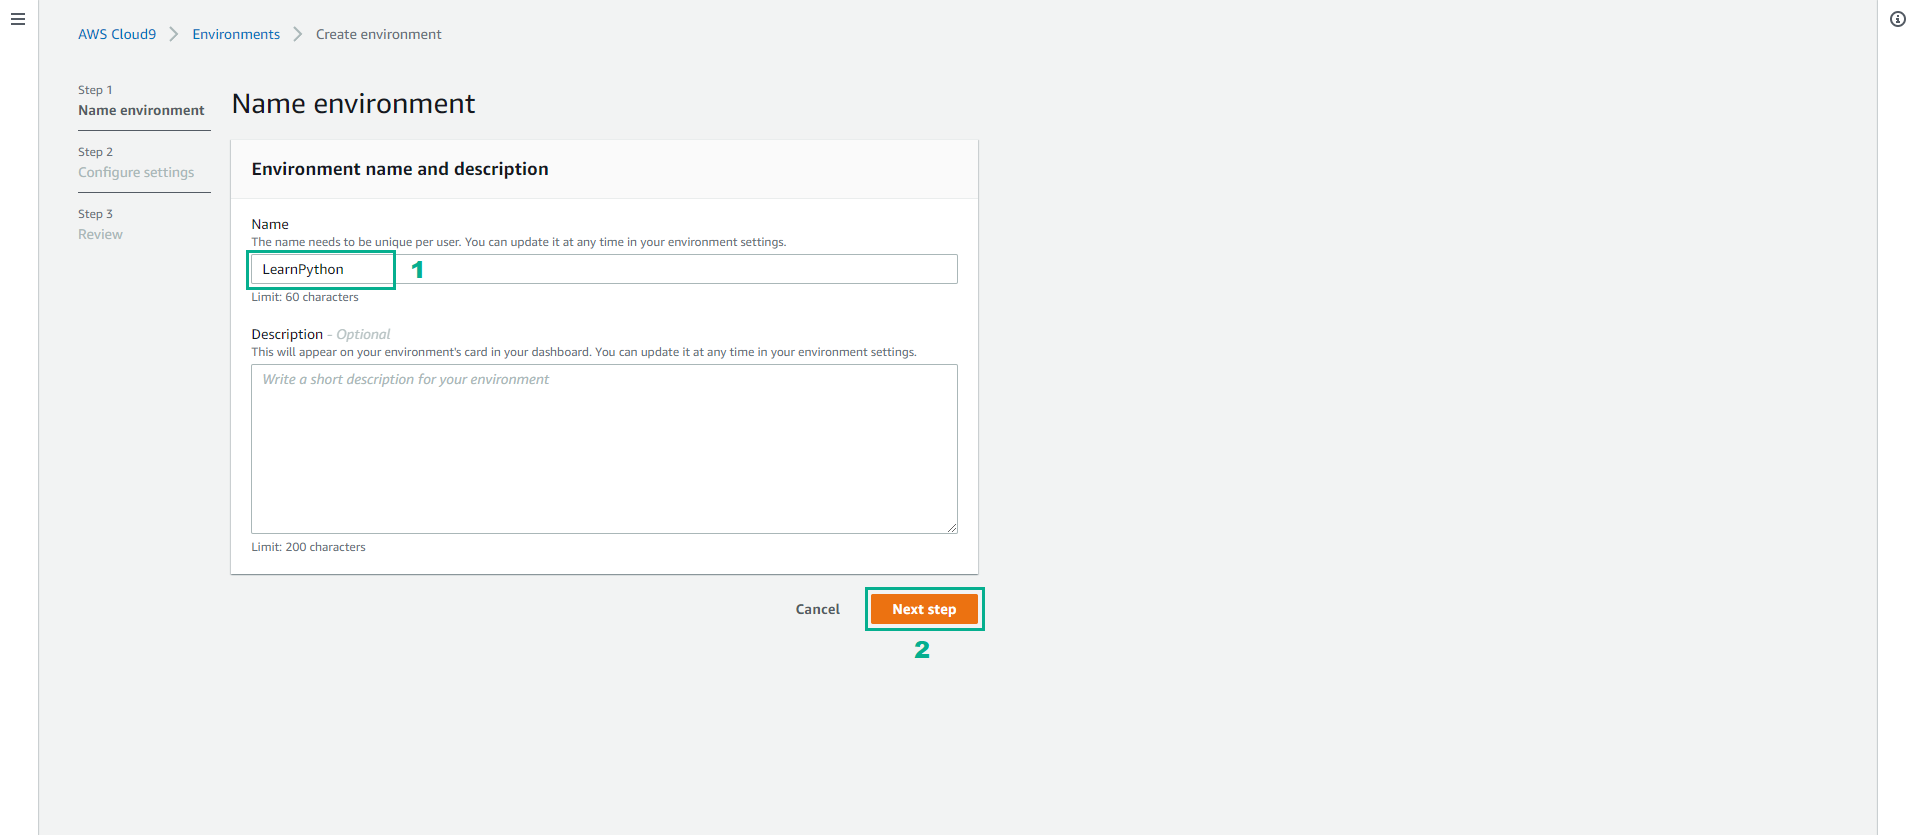 AWS Cloud9 > Environments > Create environment
Step 1
Name environment
Step 2
Configure settings
Step 3
Review
Name environment
Environment name and description
Name
The name needs to be unique per user. You can update it at any time in your environment settings.
LearnPython 1
Limit: 60 characters
Description - Optional
This will appear on your environment's card in your dashboard. You can update it at any time in your environment settings.
Write a short description for your environment
Limit: 200 characters
Cancel Next step
2